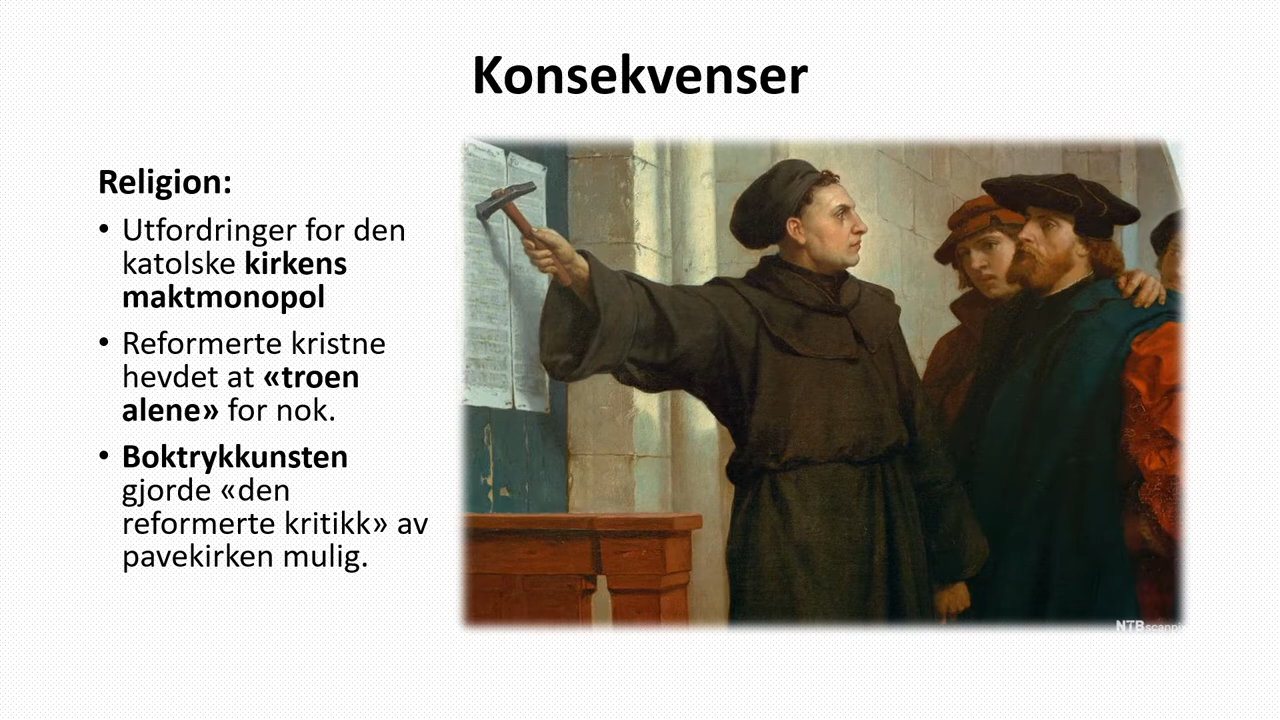 Konsekvenser
Religion:
• Utfordringer for den
katolske kirkens
maktmonopol
• Reformerte kristne
hevdet at «troen
alene» for nok.
• Boktrykkunsten
gjorde «den
reformerte kritikk» av
pavekirken mulig.
NTB scanpix